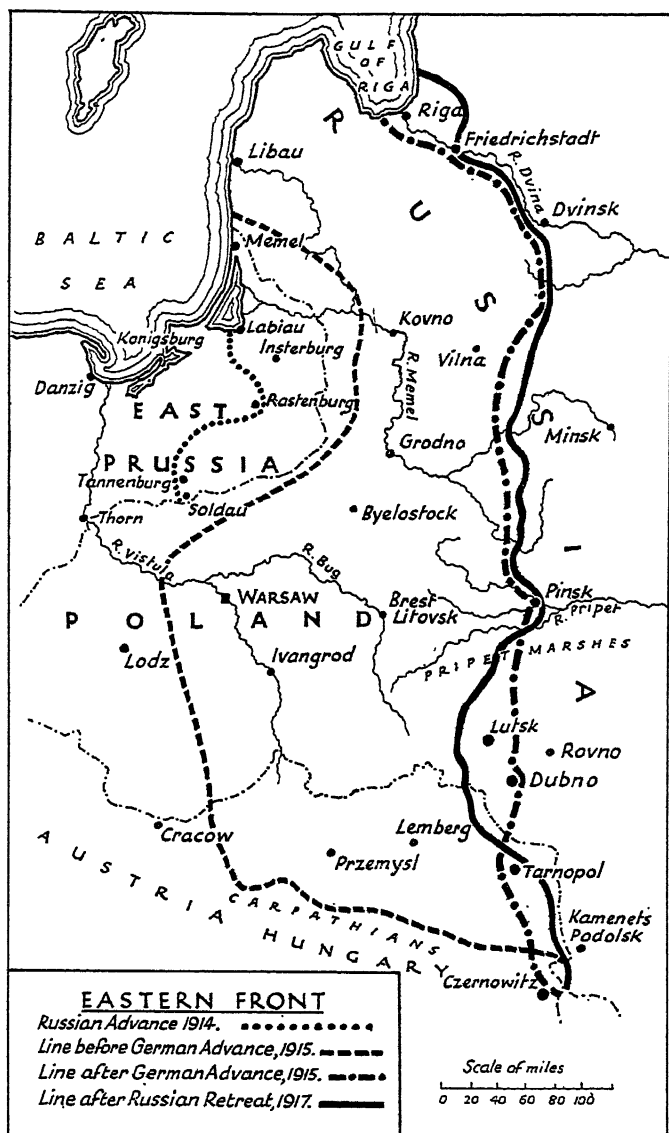 GULF
OF
RIGA
Riga
Friedrichstadt
R. Dvina
Dvinsk
Libau
RUSSIA
BALTIC
SEA
Memel
Konigsburg
Labiau
Insterburg
Kovno
Vilna
R. Memel
Danzig
EAST
PRUSSIA
Rastenburg
Grodno
Minsk
Tannenburg
Soldau
Thorn
Byelostock
R. Vistula
R. Bug
WARSAW
Brest
Litovsk
Pinsk
R. Pripet
POLAND
PRIPET MARSHES
Lodz
Ivangrod
Lutsk
Rovno
Dubno
Cracow
Lemberg
Przemysl
Tarnopol
AUSTRIA HUNGARY
CARPATHIANS
Kamenets
Podolsk
Czernowitz
EASTERN FRONT
Russian Advance 1914.
Line before German Advance, 1915.
Line after German Advance, 1915.
Line after Russian Retreat, 1917.
Scale of miles
0 20 40 60 80 100